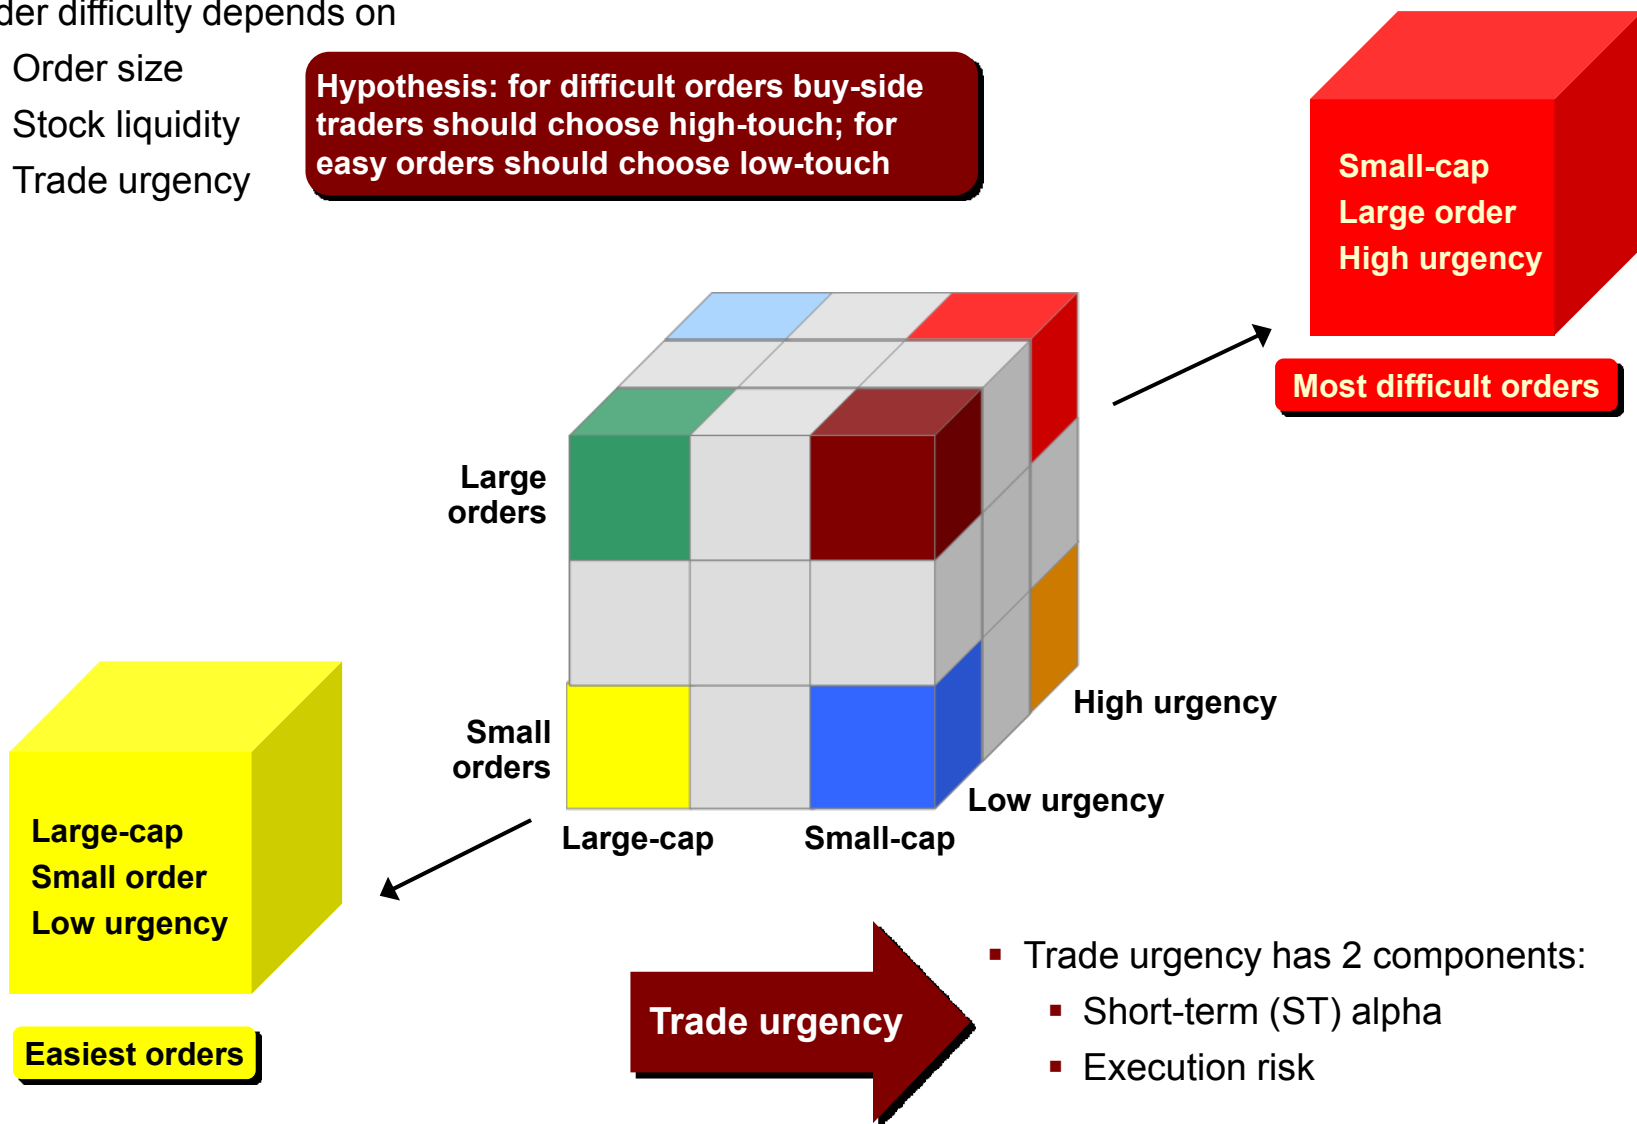 der difficulty depends on
Order size
Stock liquidity
Trade urgency
Hypothesis: for difficult orders buy-side
traders should choose high-touch; for
easy orders should choose low-touch
Small-cap
Large order
High urgency
Most difficult orders
Large
orders
Small
orders
High urgency
Low urgency
Large-cap
Small-cap
Large-cap
Small order
Low urgency
Easiest orders
Trade urgency
▪ Trade urgency has 2 components:
▪ Short-term (ST) alpha
▪ Execution risk